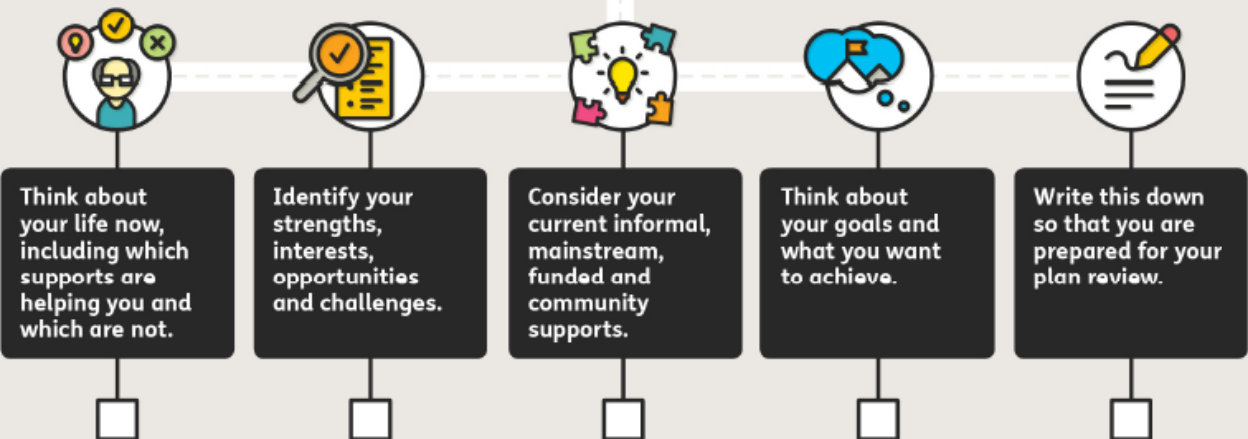 Think about
your life now,
including which
supports are
helping you and
which are not.
Identify your
strengths,
interests,
opportunities
and challenges.
Consider your
current informal,
mainstream,
funded and
community
supports.
Think about
your goals and
what you want
to achieve.
Write this down
so that you are
prepared for your
plan review.